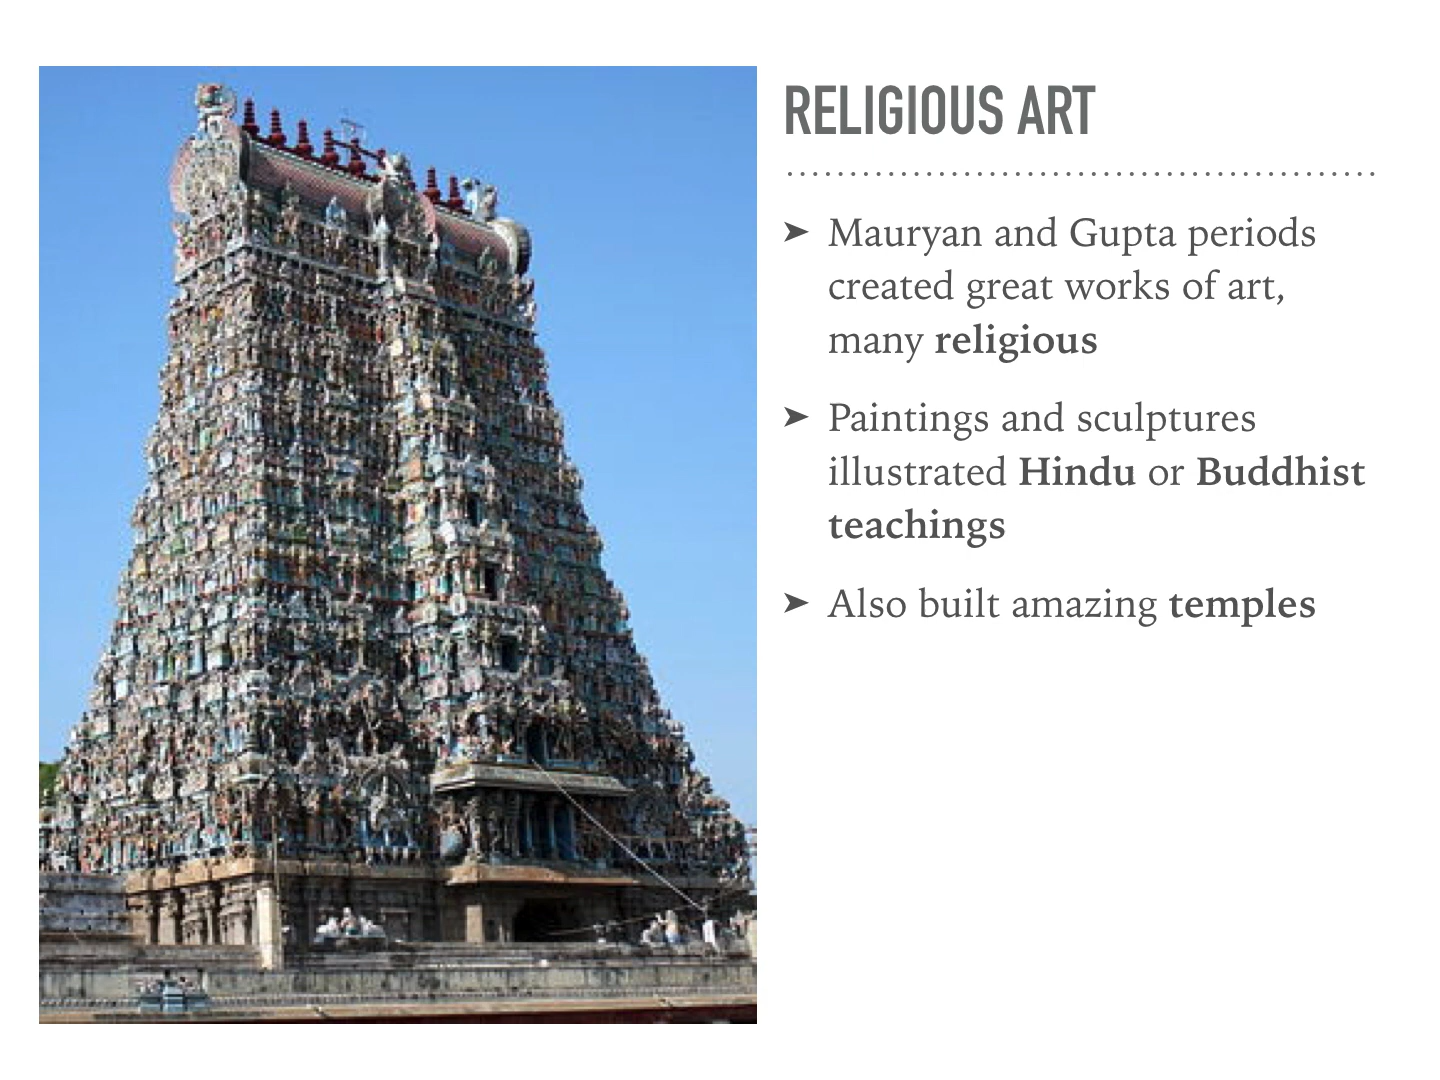 RELIGIOUS ART
➤ Mauryan and Gupta periods
created great works of art,
many religious
➤ Paintings and sculptures
illustrated Hindu or Buddhist
teachings
➤ Also built amazing temples